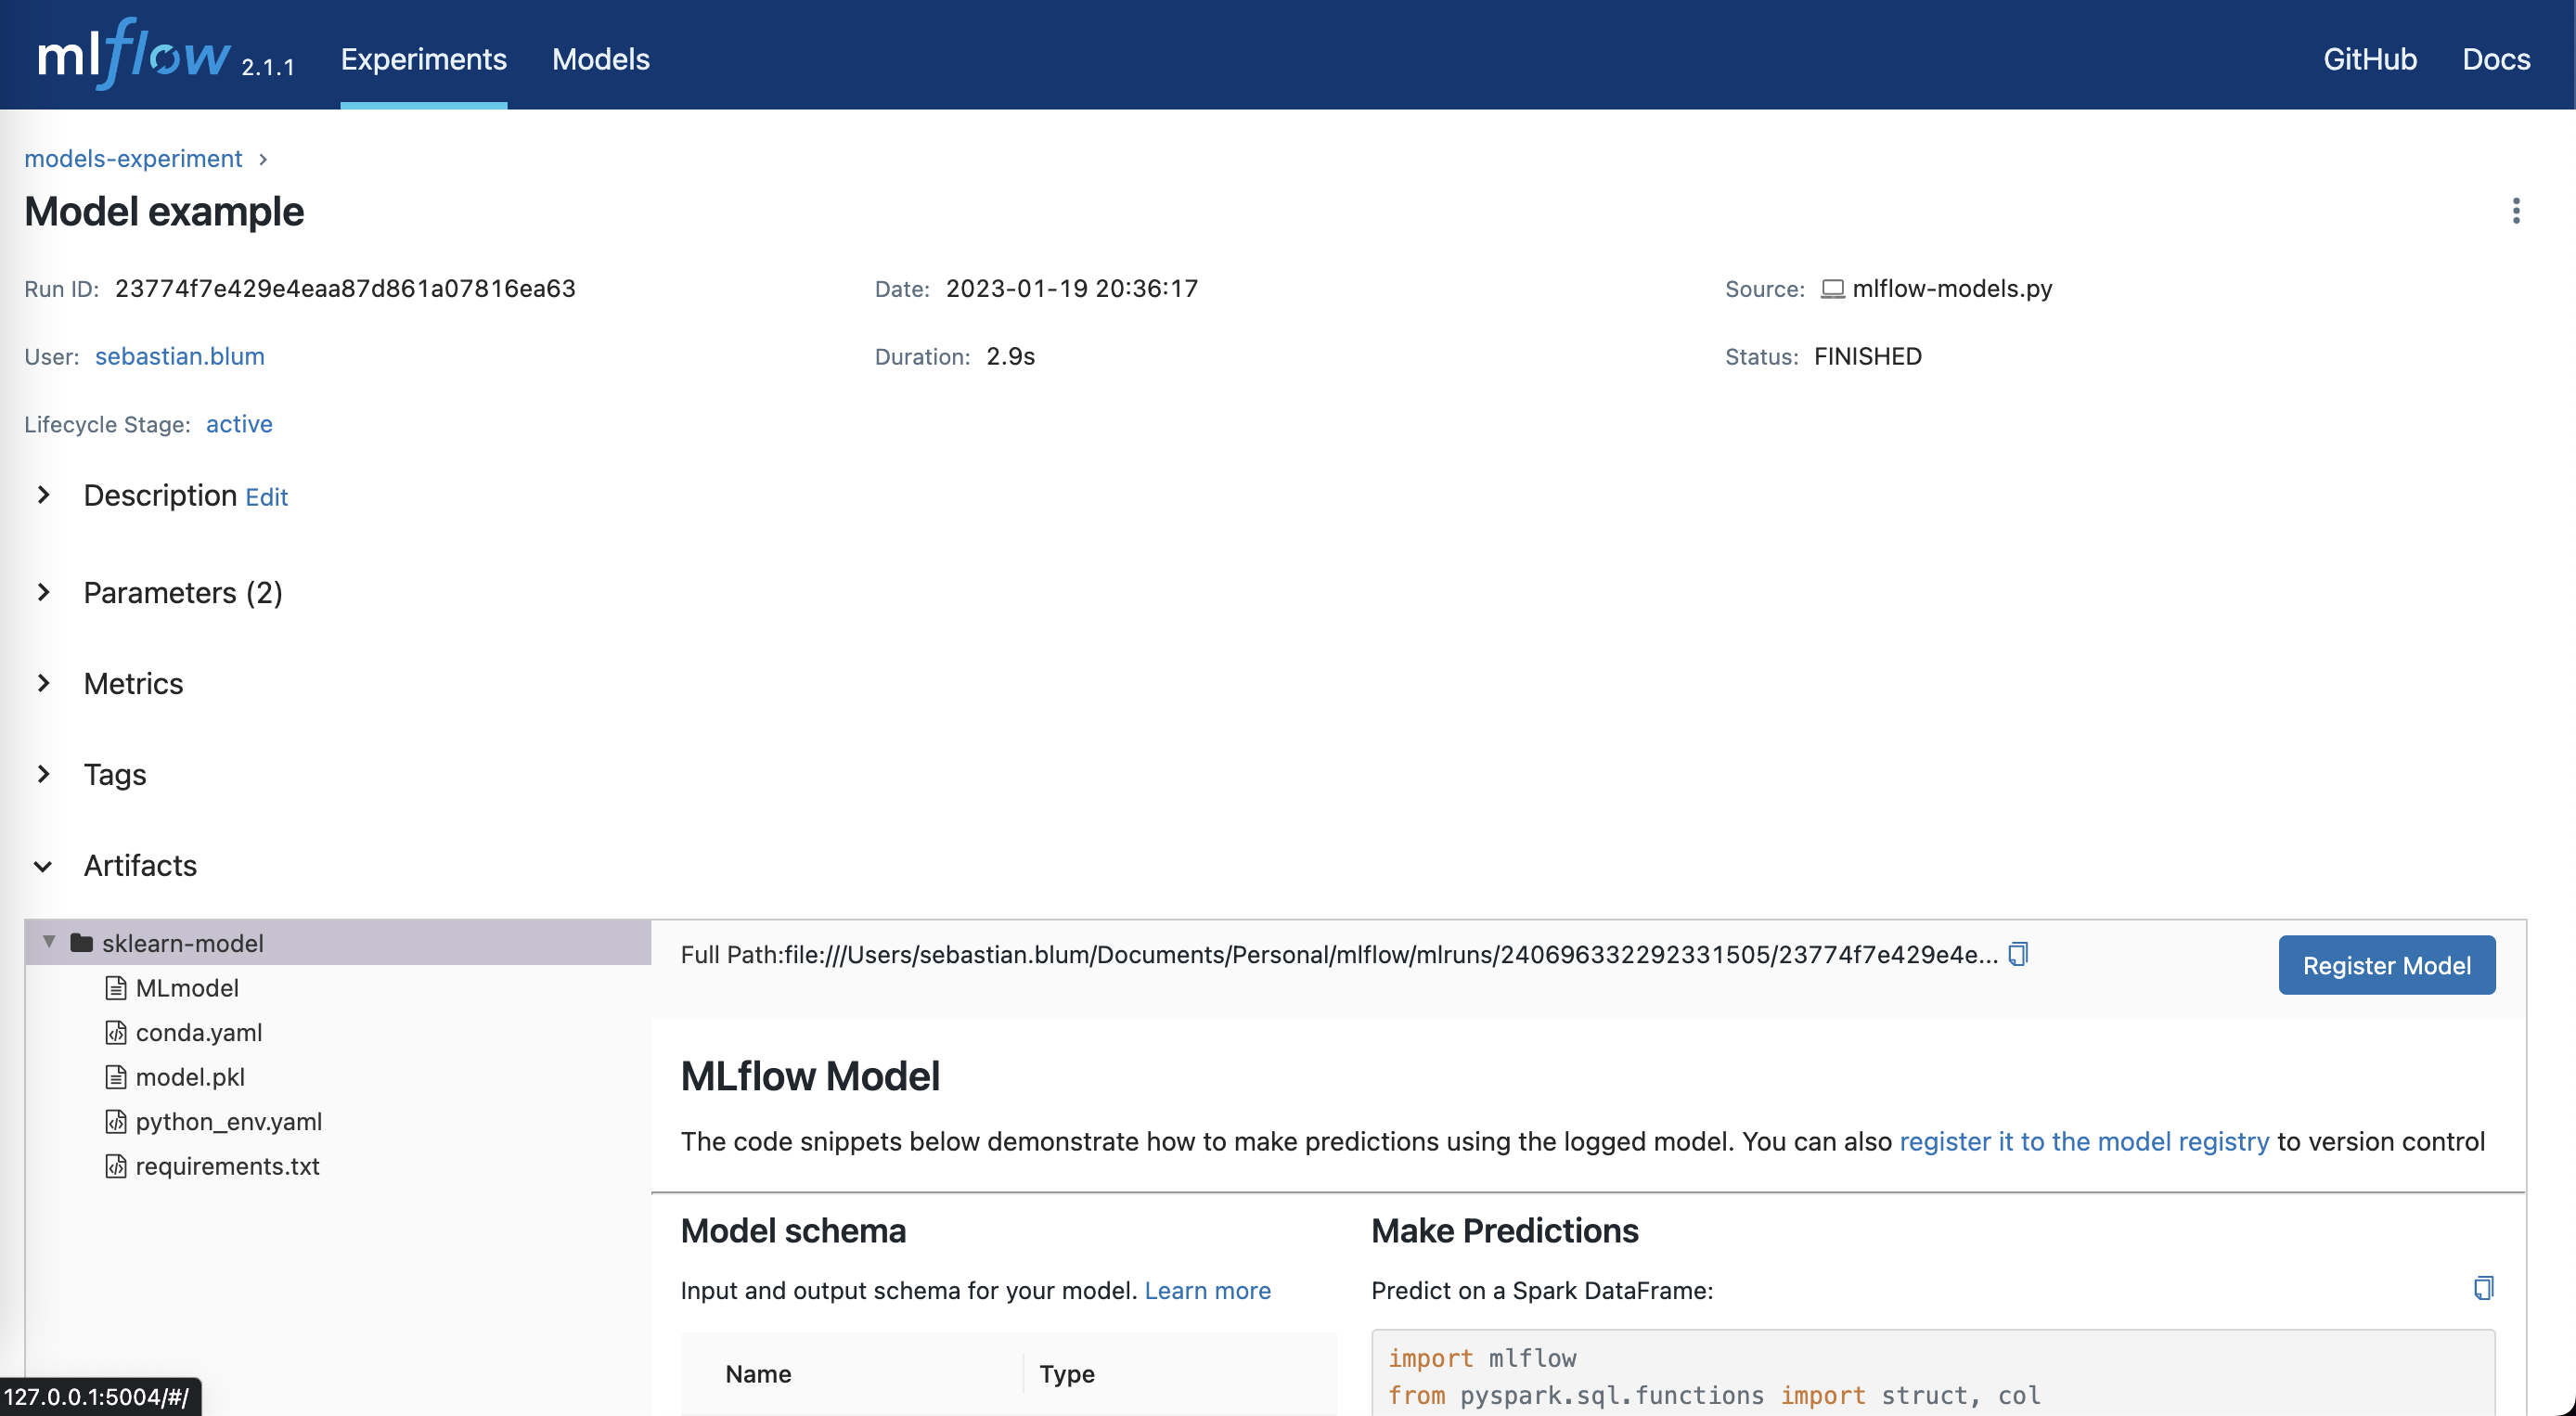 mlflow 2.1.1 Experiments Models GitHub Docs
models-experiment
Model example
Run ID: 23774f7e429e4eaa87d861a07816ea63 Date: 2023-01-19 20:36:17 Source: mlflow-models.py
User: sebastian.blum Duration: 2.9s Status: FINISHED
Lifecycle Stage: active
Description Edit
Parameters (2)
Metrics
Tags
Artifacts
sklearn-model
MLmodel
conda.yaml
model.pkl
python_env.yaml
requirements.txt
Full Path:file:///Users/sebastian.blum/Documents/Personal/mlflow/mlruns/240696332292331505/23774f7e429e4e...
Register Model
MLflow Model
The code snippets below demonstrate how to make predictions using the logged model. You can also register it to the model registry to version control
Model schema
Input and output schema for your model. Learn more
Name Type
Make Predictions
Predict on a Spark DataFrame:
import mlflow
from pyspark.sql.functions import struct, col
127.0.0.1:5004/#/